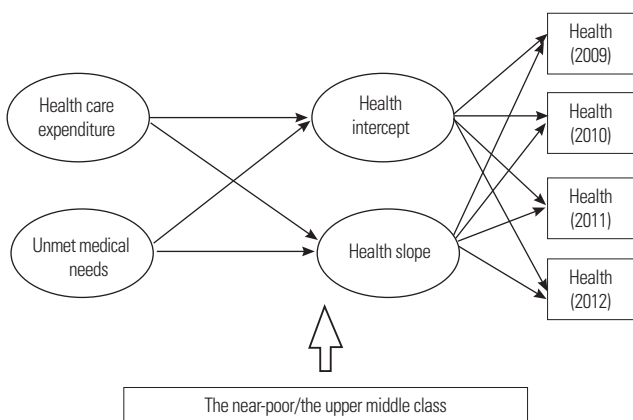 Health care
expenditure
Unmet medical
needs
Health
intercept
Health slope
Health
(2009)
Health
(2010)
Health
(2011)
Health
(2012)
The near-poor/the upper middle class